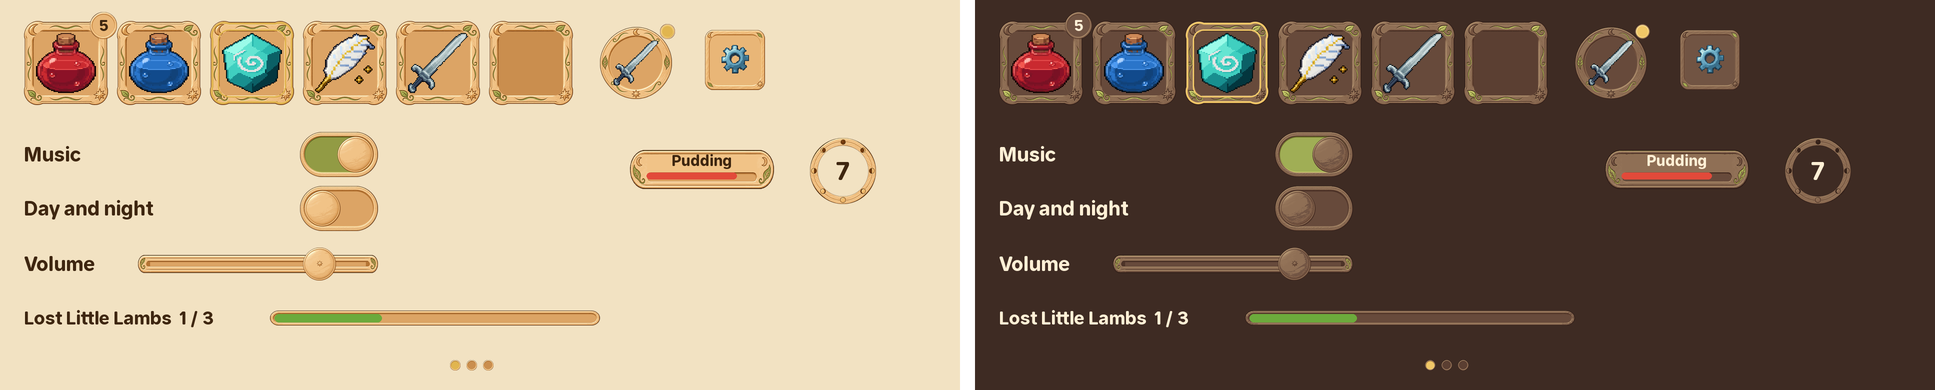 5
Music
Pudding
7
Day and night
Volume
Lost Little Lambs 1 / 3
5
Music
Pudding
7
Day and night
Volume
Lost Little Lambs 1 / 3